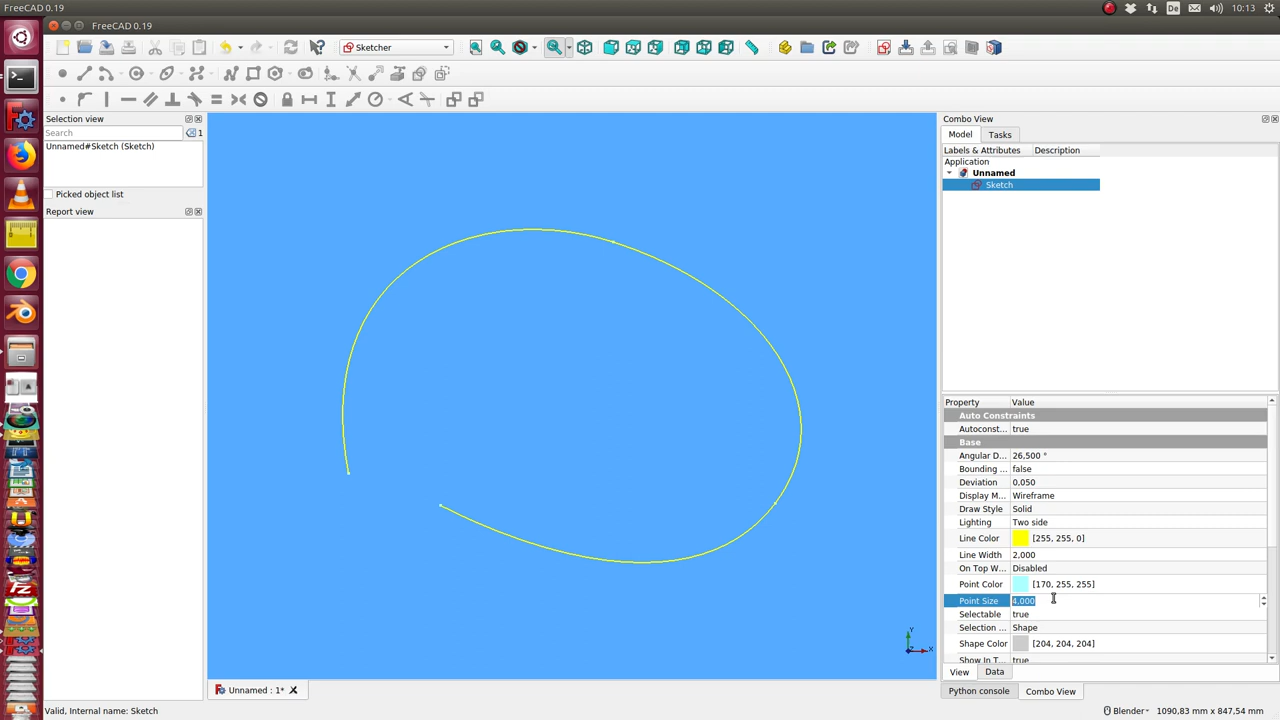 FreeCAD 0.19
De
10:13
FreeCAD 0.19
Sketcher
Selection view
Search
1
Unnamed#Sketch (Sketch)
Picked object list
Report view
Combo View
Model
Tasks
Labels & Attributes
Description
Application
Unnamed
Sketch
Property
Value
Auto Constraints
Autoconst...
true
Base
Angular D...
26,500 °
Bounding ...
false
Deviation
0,050
Display M...
Wireframe
Draw Style
Solid
Lighting
Two side
Line Color
[255, 255, 0]
Line Width
2,000
On Top W...
Disabled
Point Color
[170, 255, 255]
Point Size
4,000
Selectable
true
Selection ...
Shape
Shape Color
[204, 204, 204]
Show In T...
true
View
Data
Y
X
Unnamed : 1*
Python console
Combo View
Valid, Internal name: Sketch
Blender
1090,83 mm x 847,54 mm